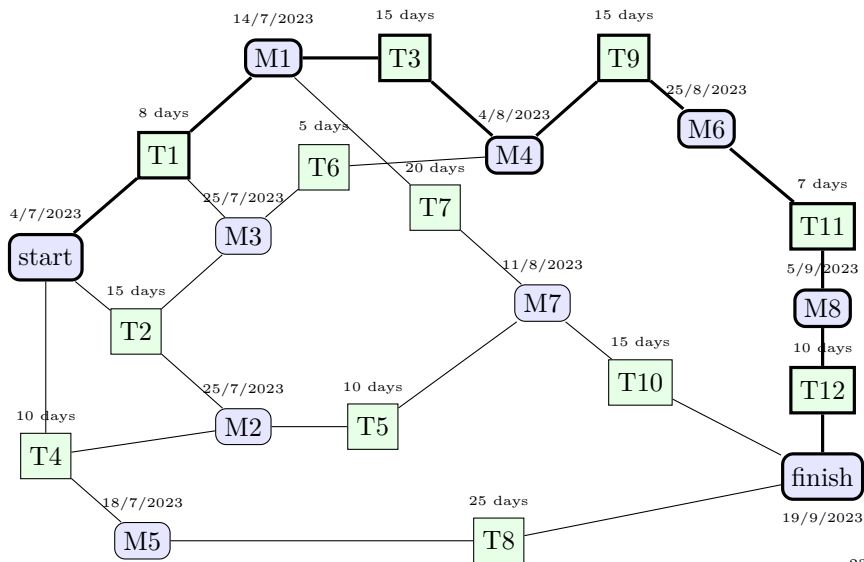 14/7/2023
15 days
15 days
M1
T3
T9
25/8/2023
8 days
4/8/2023
5 days
M6
T1
M4
T6
20 days
7 days
25/7/2023
T7
4/7/2023
T11
M3
start
11/8/2023
5/9/2023
15 days
M7
M8
T2
15 days
10 days
25/7/2023
10 days
T10
T12
10 days
M2
T5
T4
finish
18/7/2023
25 days
19/9/2023
M5
T8